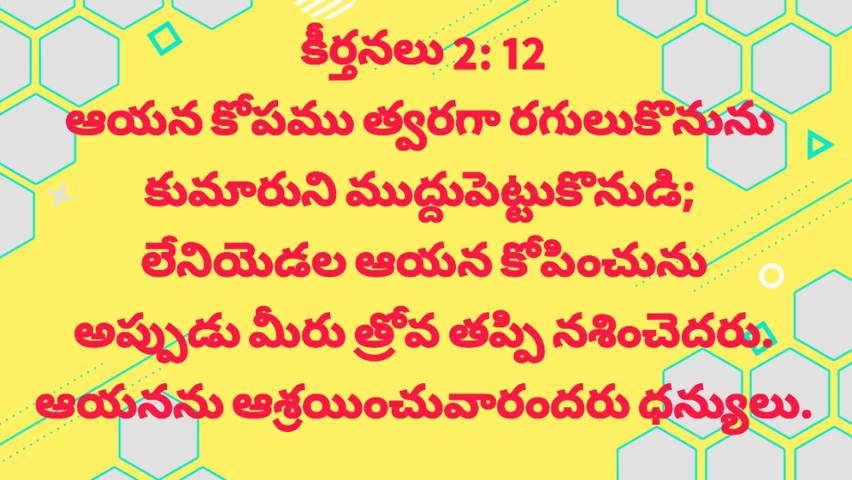 కీర్తనలు 2: 12
ఆయన కోపము త్వరగా రగులుకొనును
కుమారుని ముద్దుపెట్టుకొనుడి;
లేనియెడల ఆయన కోపించును
అప్పుడు మీరు త్రోవ తప్పి నశించెదరు.
ఆయనను ఆశ్రయించువారందరు ధన్యులు.